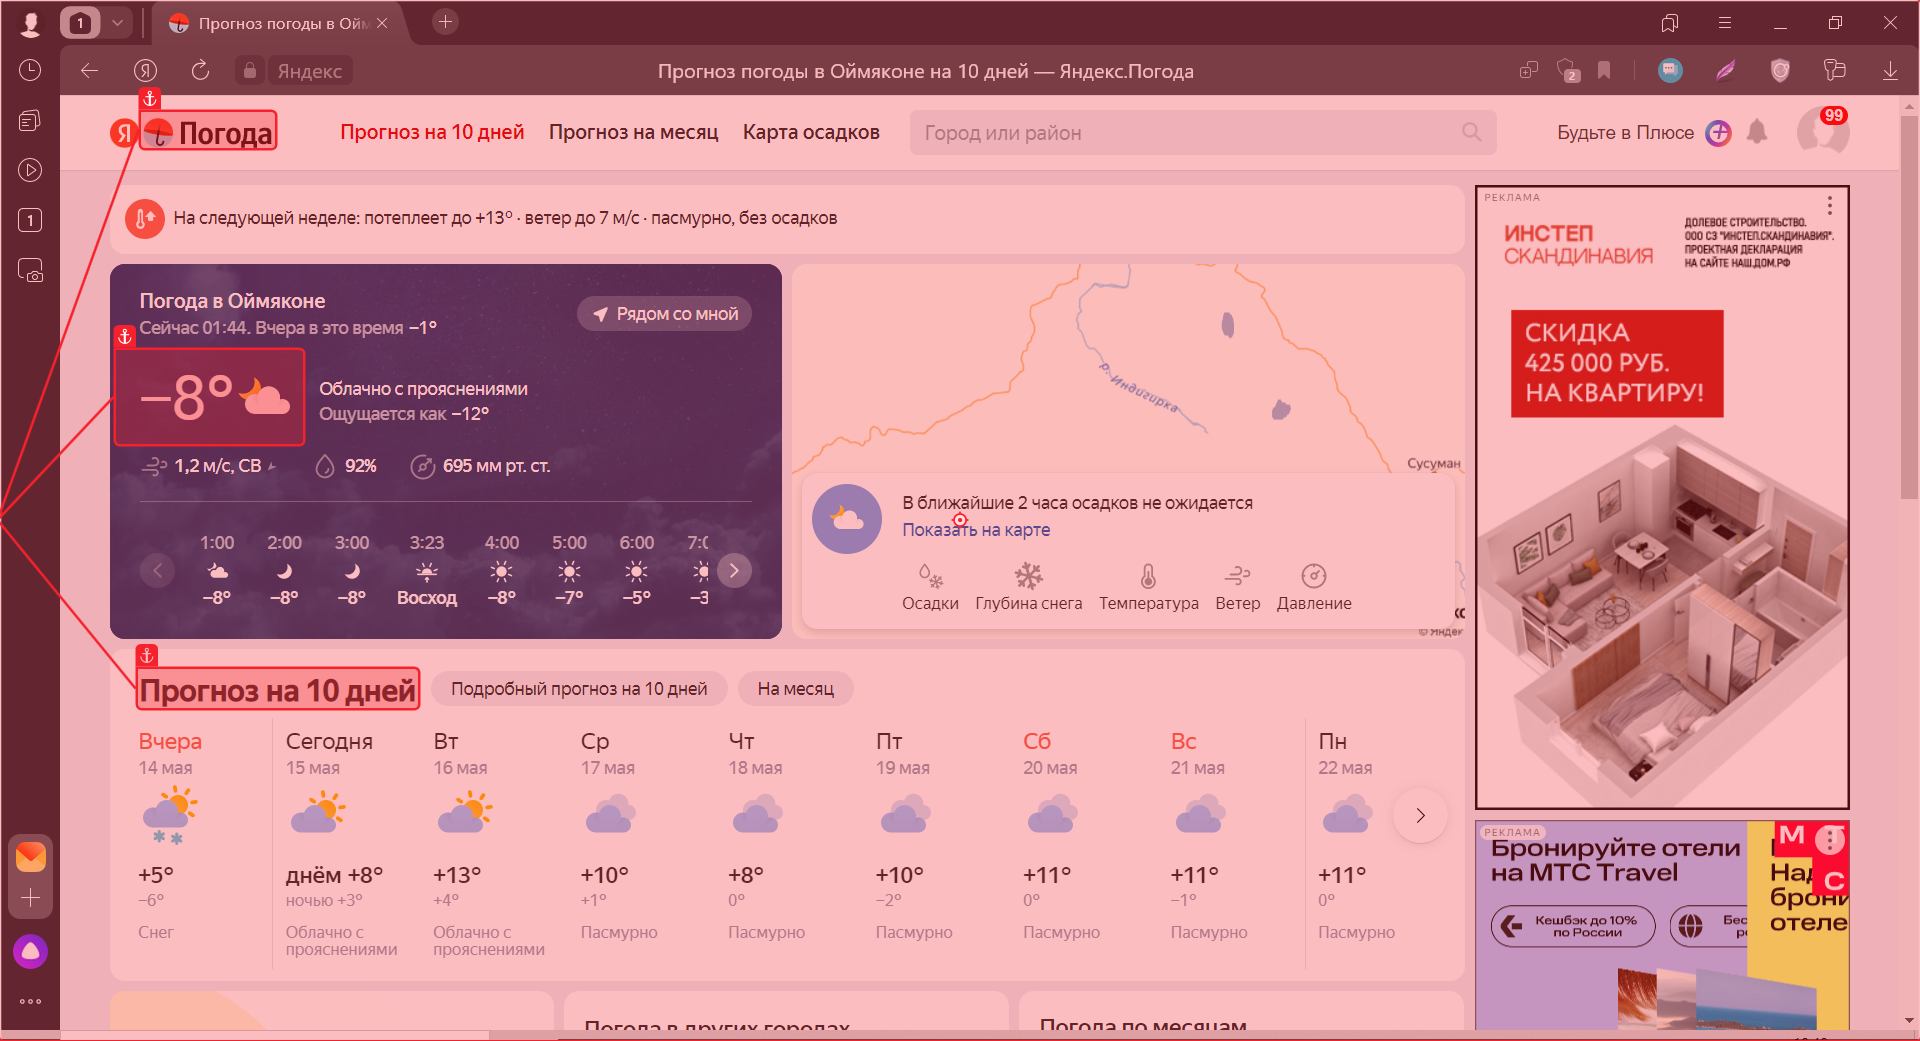 1
Прогноз погоды в Ойм
Яндекс
Прогноз погоды в Оймяконе на 10 дней — Яндекс.Погода
2
1
Я Погода
Прогноз на 10 дней
Прогноз на месяц
Карта осадков
Город или район
Будьте в Плюсе
99
На следующей неделе: потеплеет до +13° · ветер до 7 м/с · пасмурно, без осадков
Погода в Оймяконе
Сейчас 01:44. Вчера в это время −1°
Рядом со мной
−8°
Облачно с прояснениями
Ощущается как −12°
1,2 м/с, СВ
92%
695 мм рт. ст.
1:00 2:00 3:00 3:23 4:00 5:00 6:00
−8° −8° −8° Восход −8° −7° −5°
р. Индигирка
Сусуман
В ближайшие 2 часа осадков не ожидается
Показать на карте
Осадки Глубина снега Температура Ветер Давление
© Яндек
Прогноз на 10 дней
Подробный прогноз на 10 дней
На месяц
Вчера Сегодня Вт Ср Чт Пт Сб Вс Пн
14 мая 15 мая 16 мая 17 мая 18 мая 19 мая 20 мая 21 мая 22 мая
+5° днём +8° +13° +10° +8° +10° +11° +11° +11°
−6° ночью +3° +4° +1° 0° −2° 0° −1° 0°
Снег Облачно с прояснениями Облачно с прояснениями Пасмурно Пасмурно Пасмурно Пасмурно Пасмурно Пасмурно
Погода в других городах
Погода по месяцам
РЕКЛАМА
ИНСТЕП
СКАНДИНАВИЯ
ДОЛЕВОЕ СТРОИТЕЛЬСТВО.
ООО СЗ "ИНСТЕП.СКАНДИНАВИЯ".
ПРОЕКТНАЯ ДЕКЛАРАЦИЯ
НА САЙТЕ НАШ.ДОМ.РФ
СКИДКА
425 000 РУБ.
НА КВАРТИРУ!
РЕКЛАМА
Бронируйте отели
на МТС Travel
Кешбэк до 10%
по России
М Т
С